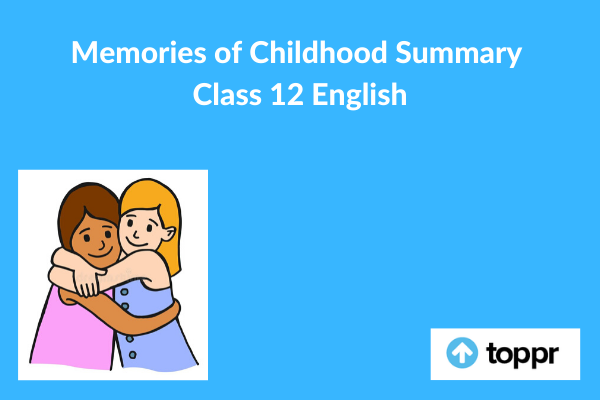 Memories of Childhood Summary
Class 12 English
toppr